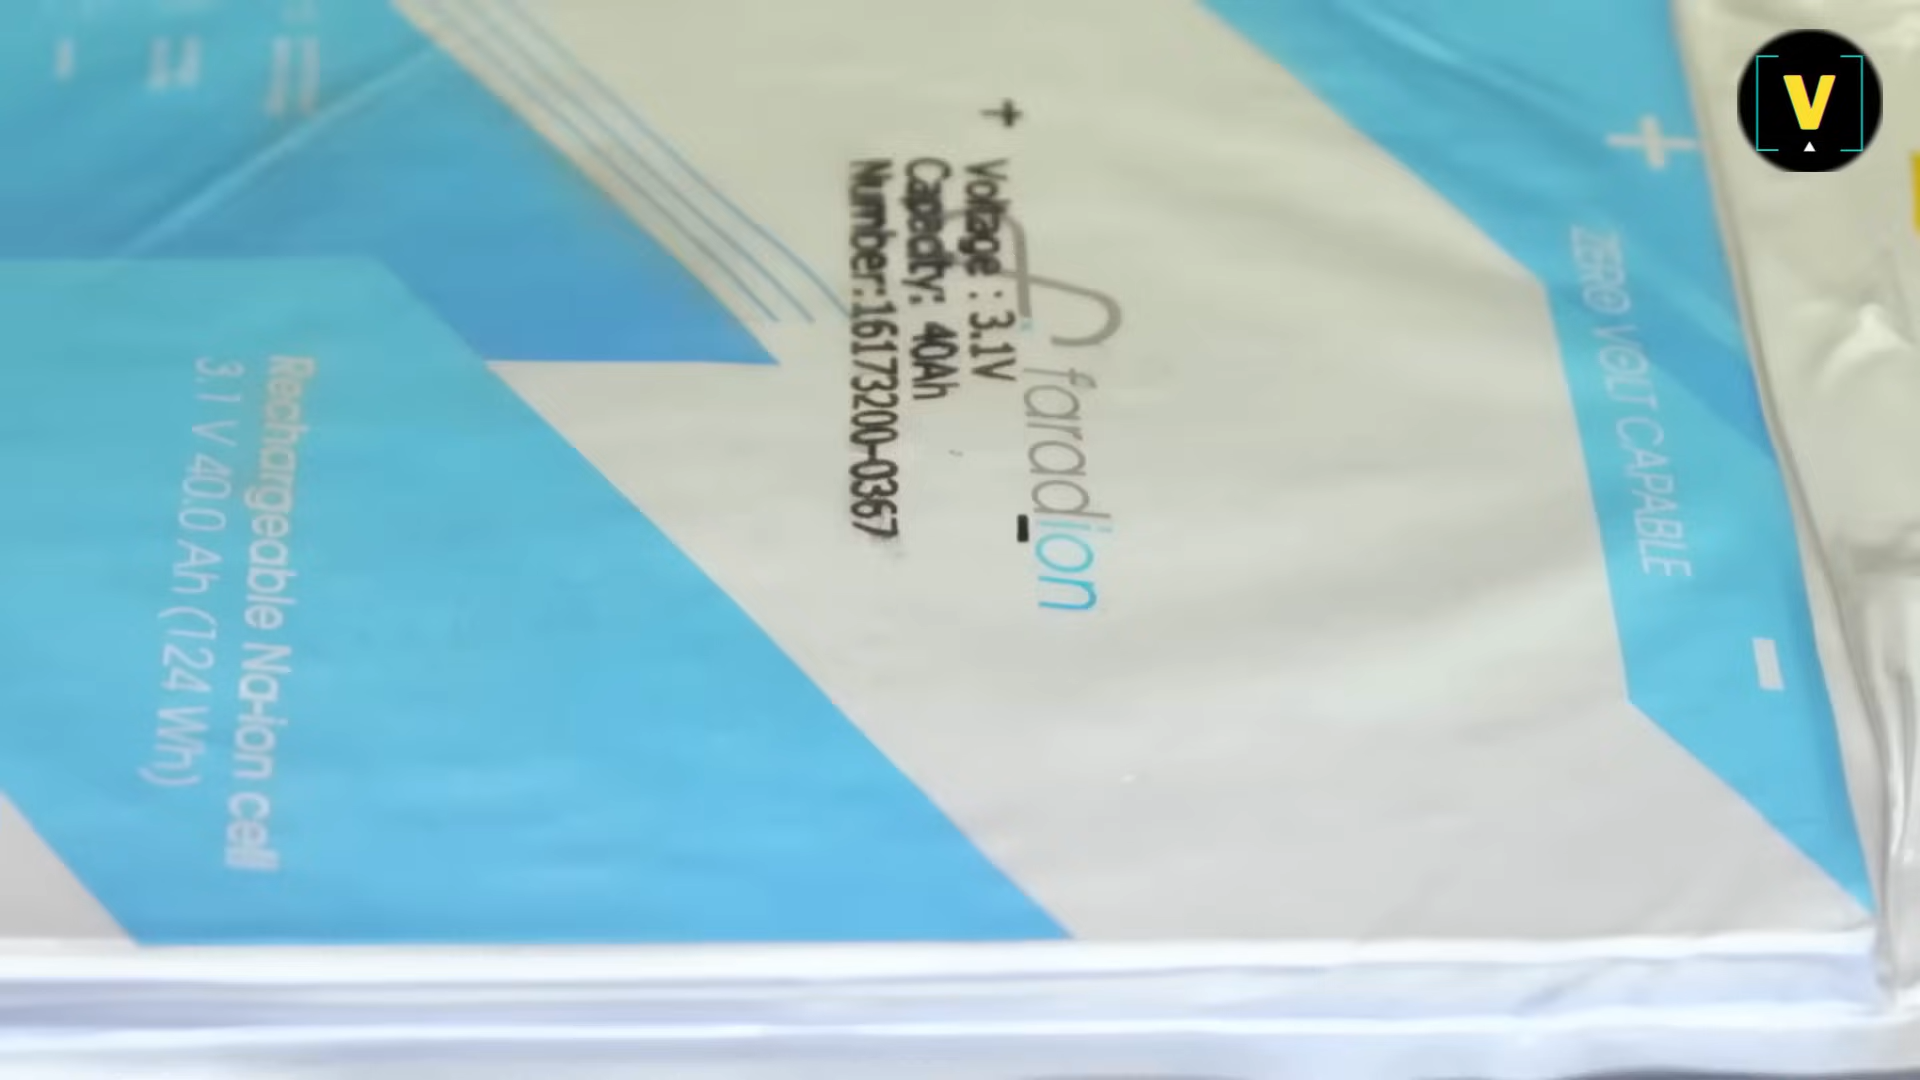 ZERO VOLT CAPABLE
+
-
faradion
+
-
Voltage : 3.1V
Capacity: 40Ah
Number:16173200-0367
Rechargeable Na-ion cell
3.1 V 40.0 Ah (124 Wh)
V